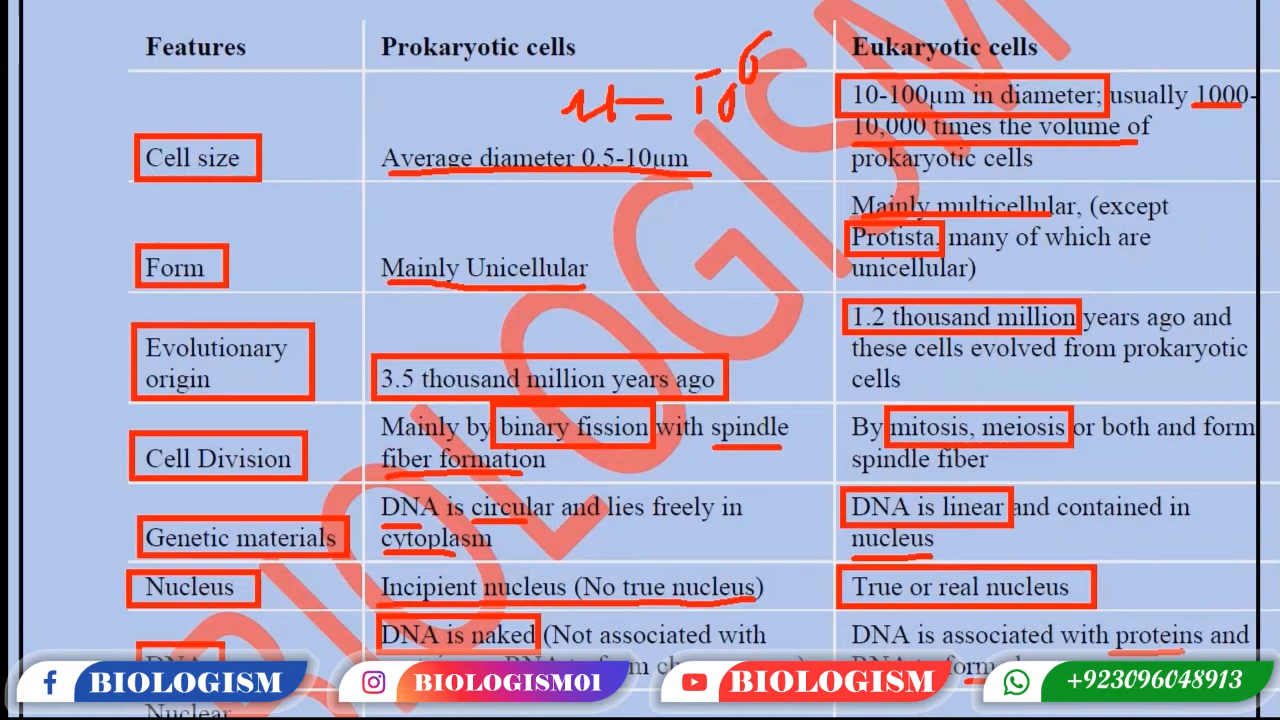 Features Prokaryotic cells Eukaryotic cells
µ = 10⁻⁶
10-100µm in diameter; usually 1000-
10,000 times the volume of
Cell size Average diameter 0.5-10µm prokaryotic cells
Mainly multicellular, (except
Protista, many of which are
Form Mainly Unicellular unicellular)
1.2 thousand million years ago and
Evolutionary these cells evolved from prokaryotic
origin 3.5 thousand million years ago cells
Mainly by binary fission with spindle By mitosis, meiosis or both and form
Cell Division fiber formation spindle fiber
DNA is circular and lies freely in DNA is linear and contained in
Genetic materials cytoplasm nucleus
Nucleus Incipient nucleus (No true nucleus) True or real nucleus
DNA is naked (Not associated with DNA is associated with proteins and
DNA
Nuclear
BIOLOGISM
BIOLOGISM BIOLOGISM01 BIOLOGISM +923096048913